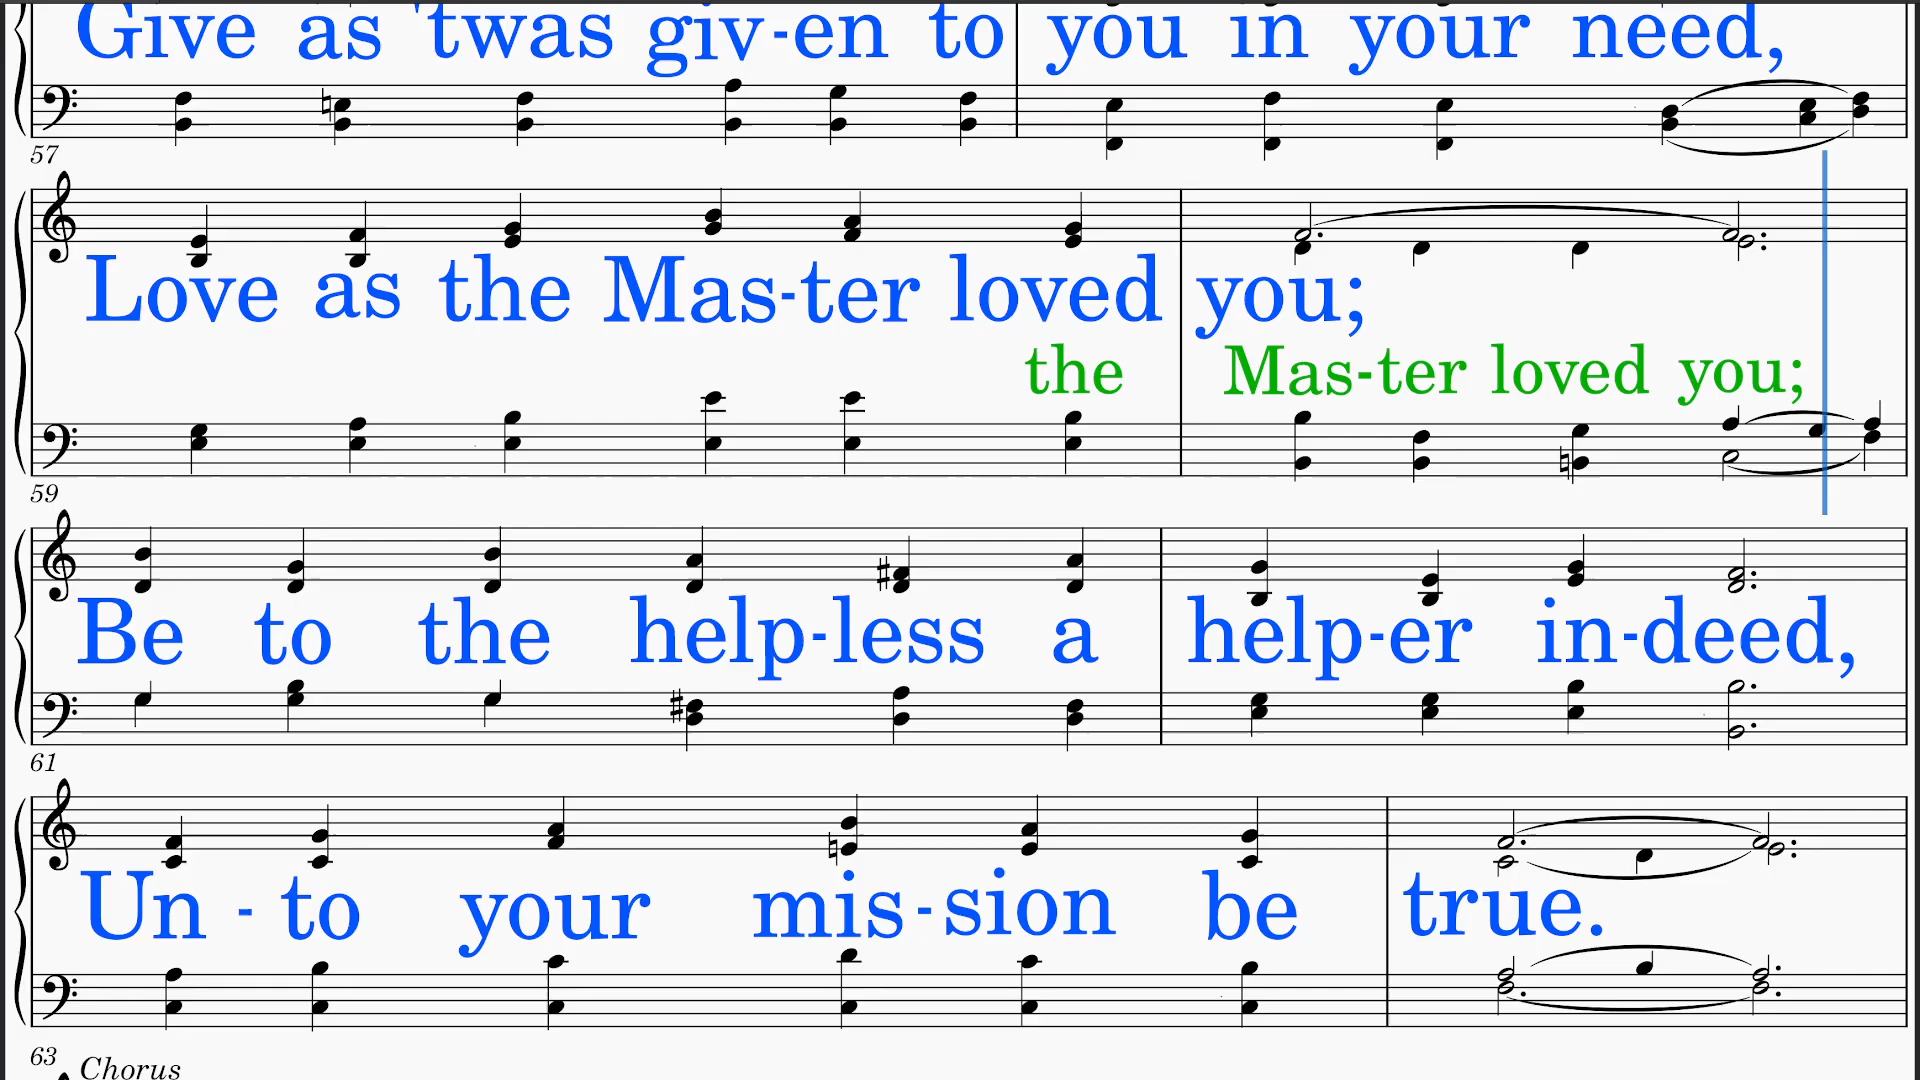 Give as 'twas giv-en to you in your need,
57
Love as the Mas-ter loved you;
the Mas-ter loved you;
59
Be to the help-less a help-er in-deed,
61
Un - to your mis-sion be true.
63
Chorus